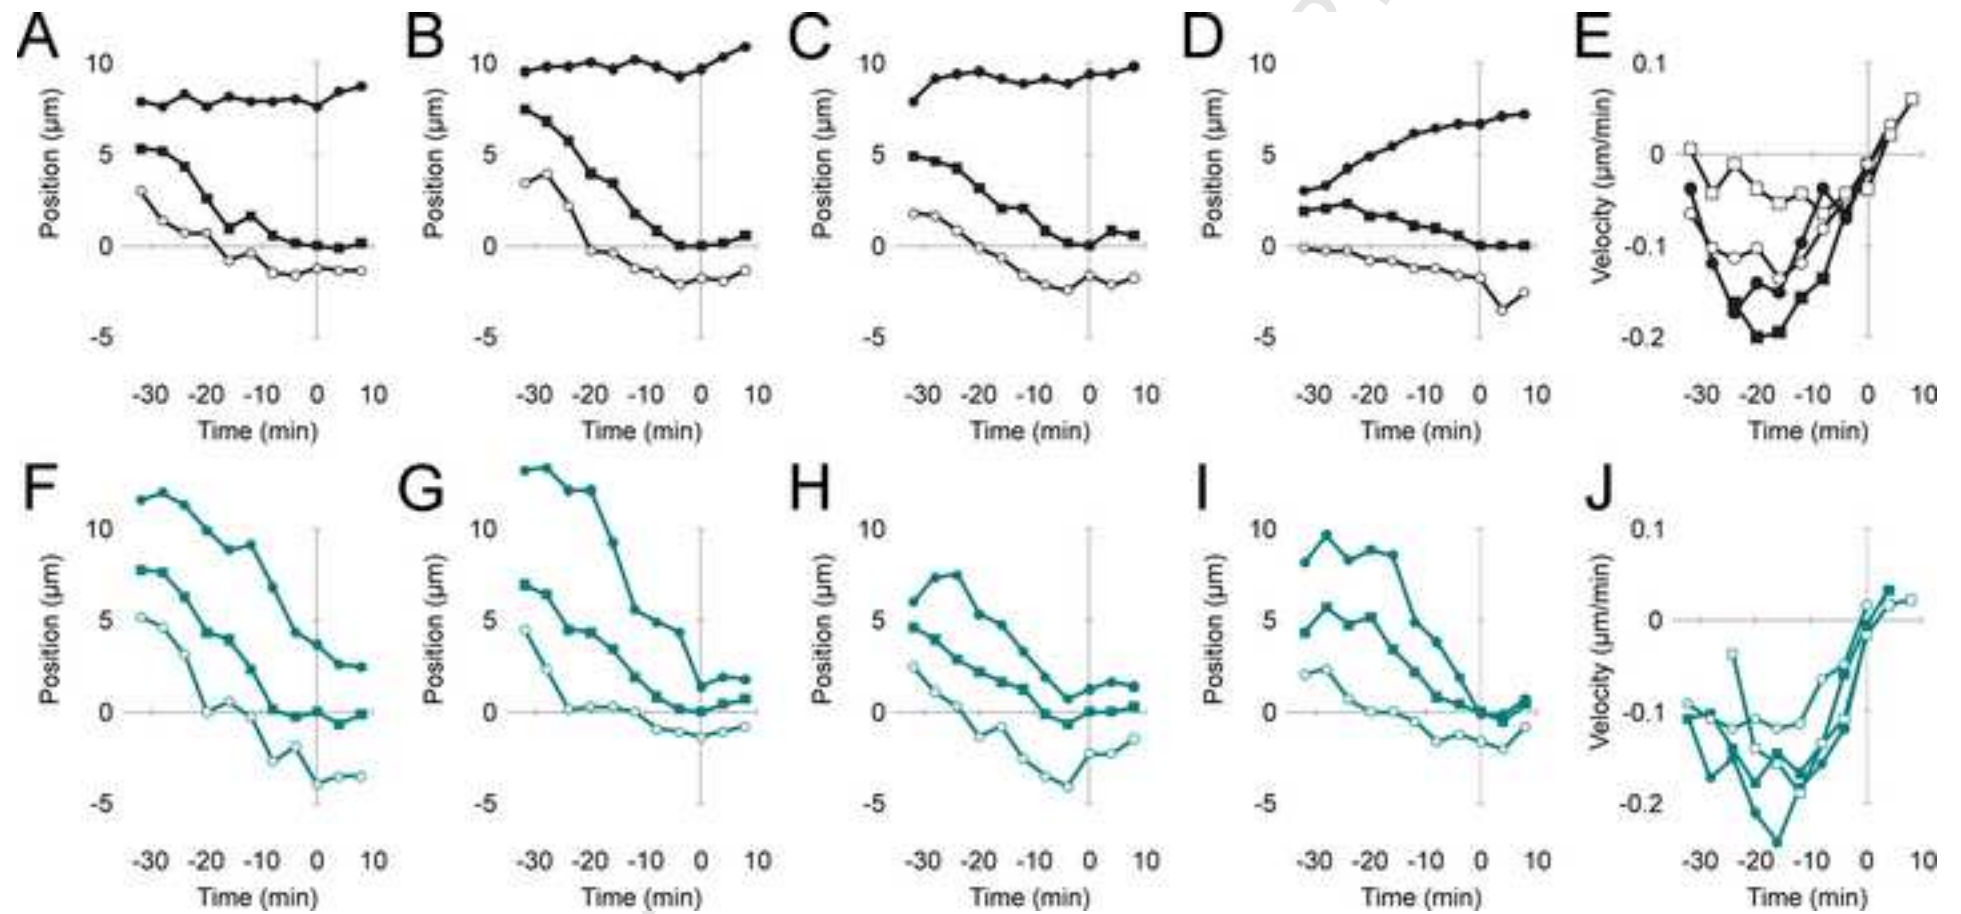 A B C D E
10 10 10 10 0.1
5 5 5 5 0
0 0 0 0 -0.1
-5 -5 -5 -5 -0.2
Position (µm) Position (µm) Position (µm) Position (µm) Velocity (µm/min)
-30 -20 -10 0 10 -30 -20 -10 0 10 -30 -20 -10 0 10 -30 -20 -10 0 10 -30 -20 -10 0 10
Time (min) Time (min) Time (min) Time (min) Time (min)
F G H I J
10 10 10 10 0.1
5 5 5 5 0
0 0 0 0 -0.1
-5 -5 -5 -5 -0.2
Position (µm) Position (µm) Position (µm) Position (µm) Velocity (µm/min)
-30 -20 -10 0 10 -30 -20 -10 0 10 -30 -20 -10 0 10 -30 -20 -10 0 10 -30 -20 -10 0 10
Time (min) Time (min) Time (min) Time (min) Time (min)